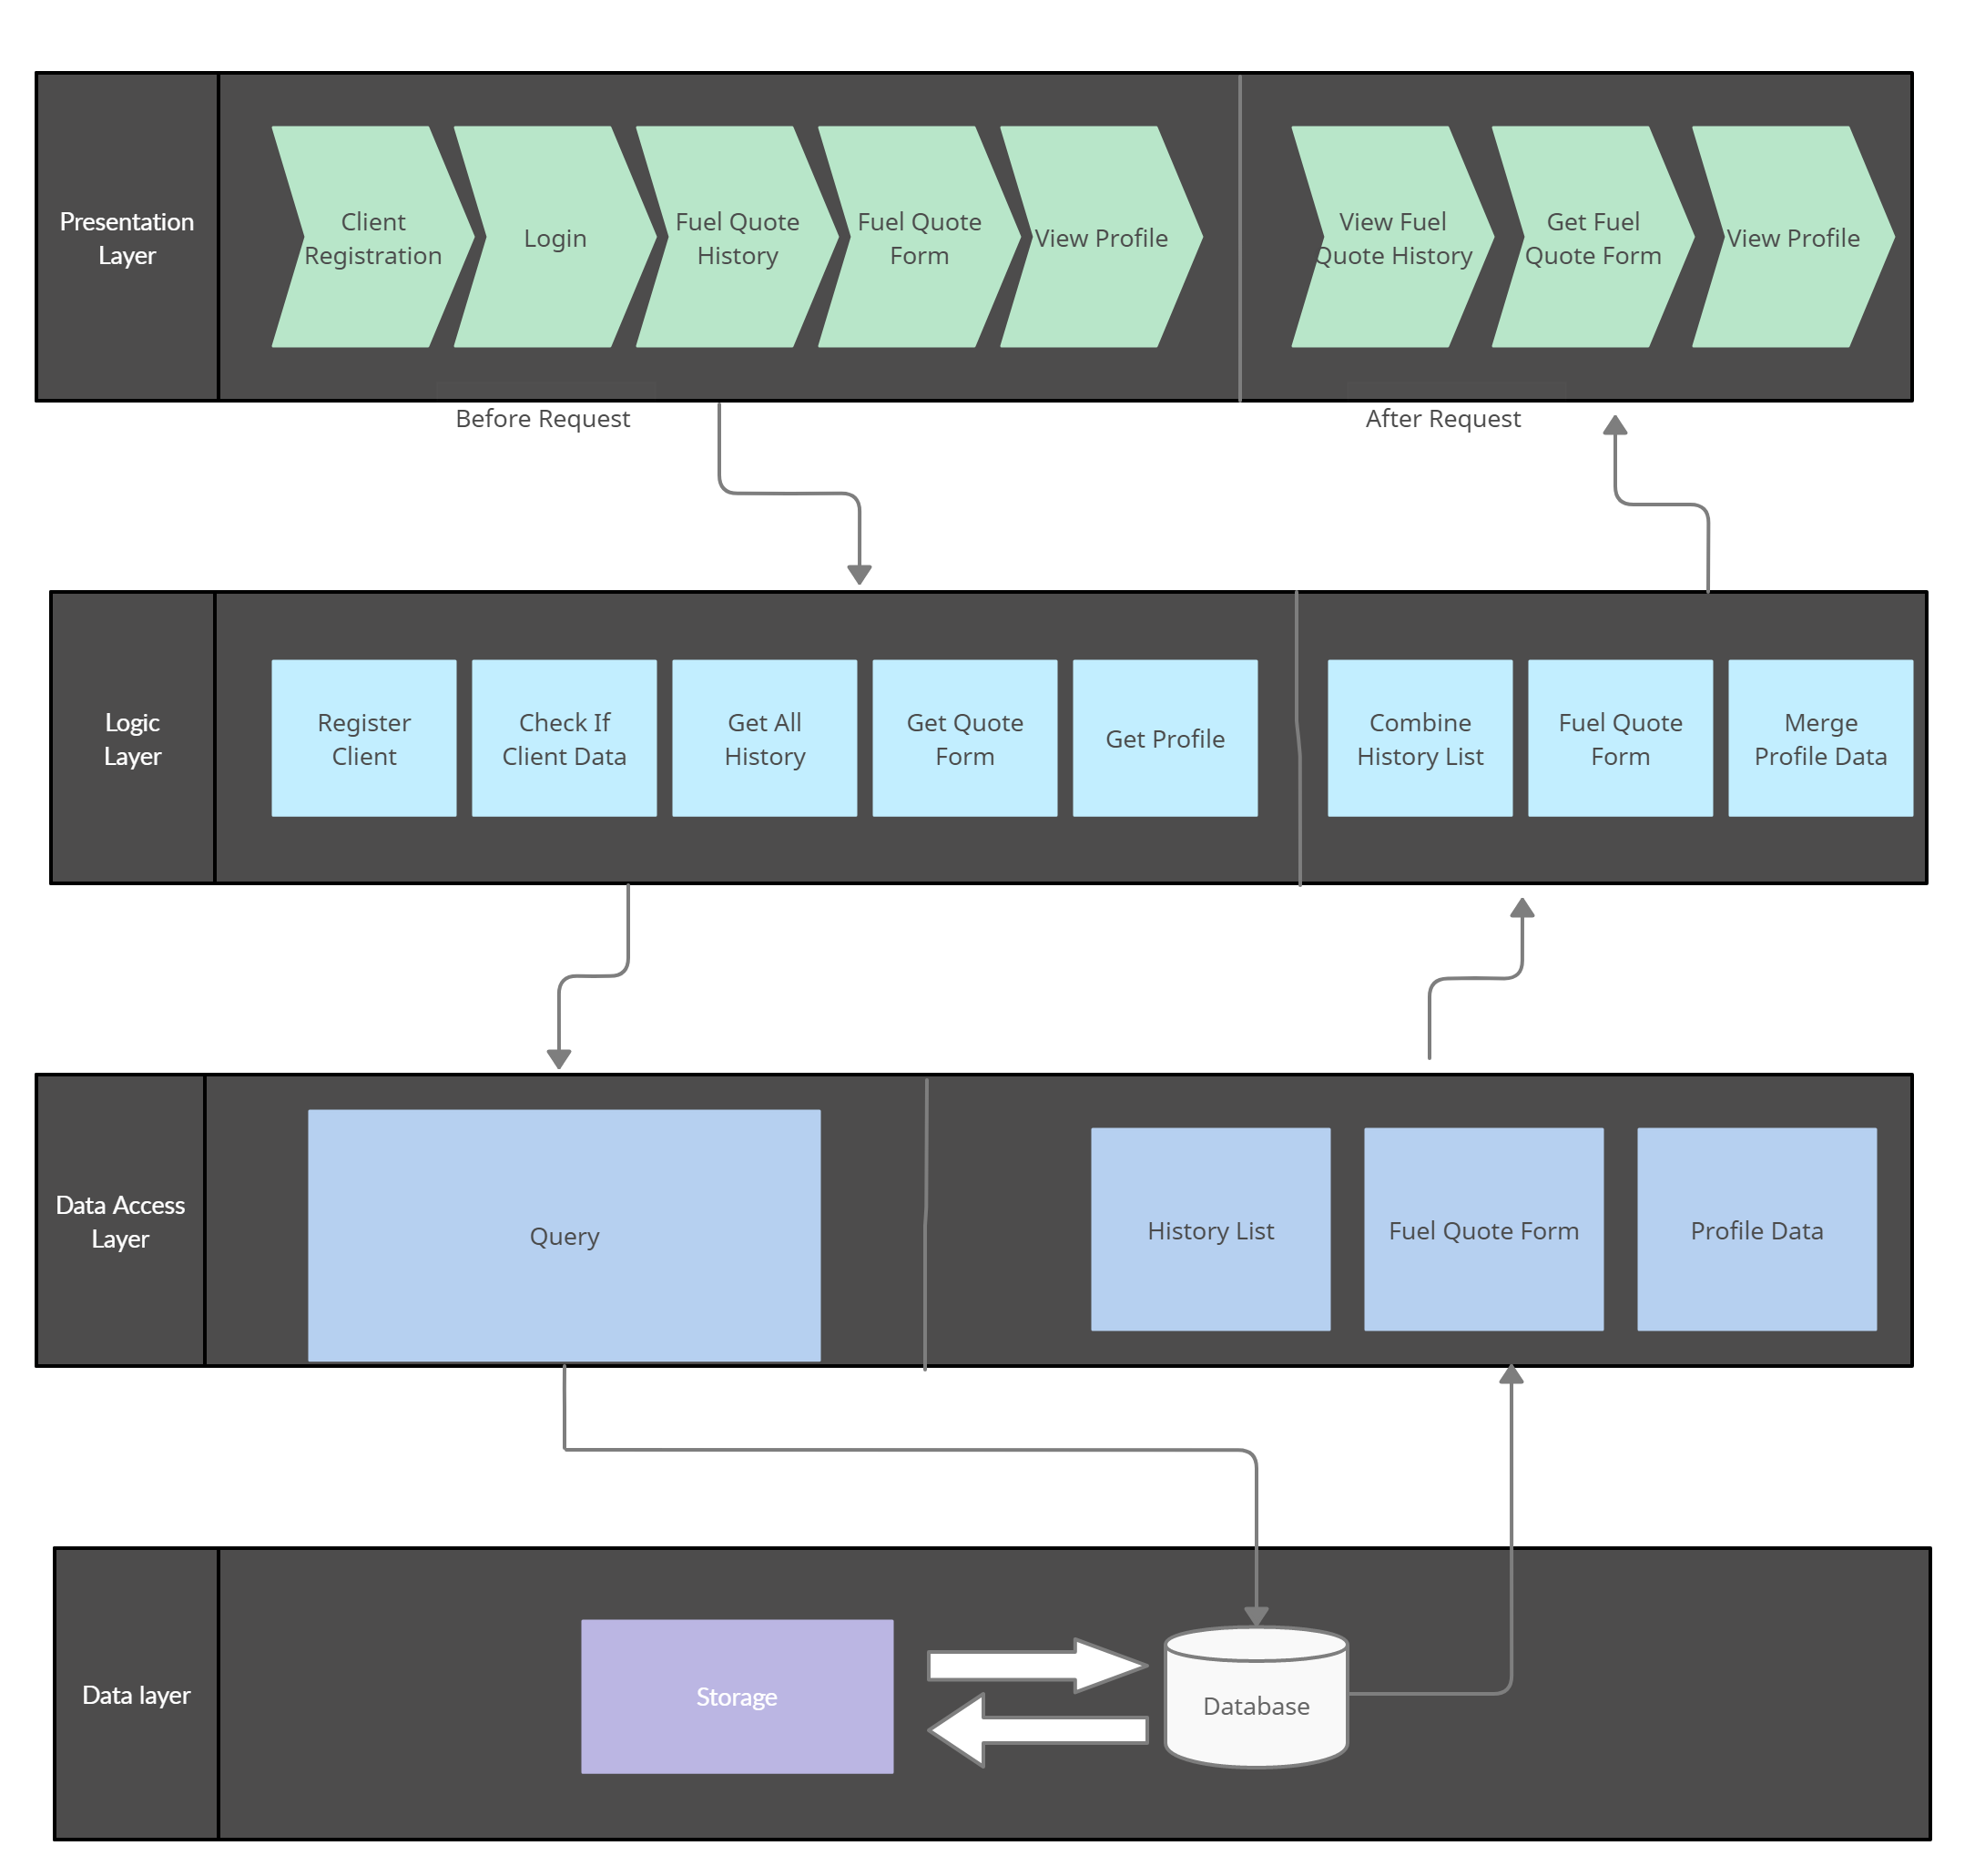 Presentation
Layer
Client
Registration
Login
Fuel Quote
History
Fuel Quote
Form
View Profile
View Fuel
Quote History
Get Fuel
Quote Form
View Profile
Before Request
After Request
Logic
Layer
Register
Client
Check If
Client Data
Get All
History
Get Quote
Form
Get Profile
Combine
History List
Fuel Quote
Form
Merge
Profile Data
Data Access
Layer
Query
History List
Fuel Quote Form
Profile Data
Data layer
Storage
Database